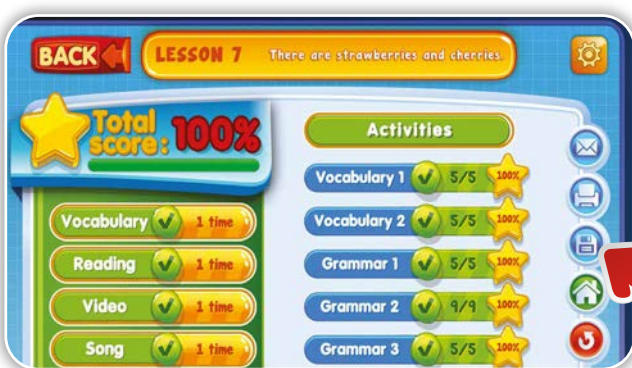 BACK
LESSON 7 There are strawberries and cherries.
Total score: 100%
Vocabulary 1 time
Reading 1 time
Video 1 time
Song 1 time
Activities
Vocabulary 1 5/5 100%
Vocabulary 2 5/5 100%
Grammar 1 5/5 100%
Grammar 2 9/9 100%
Grammar 3 5/5 100%